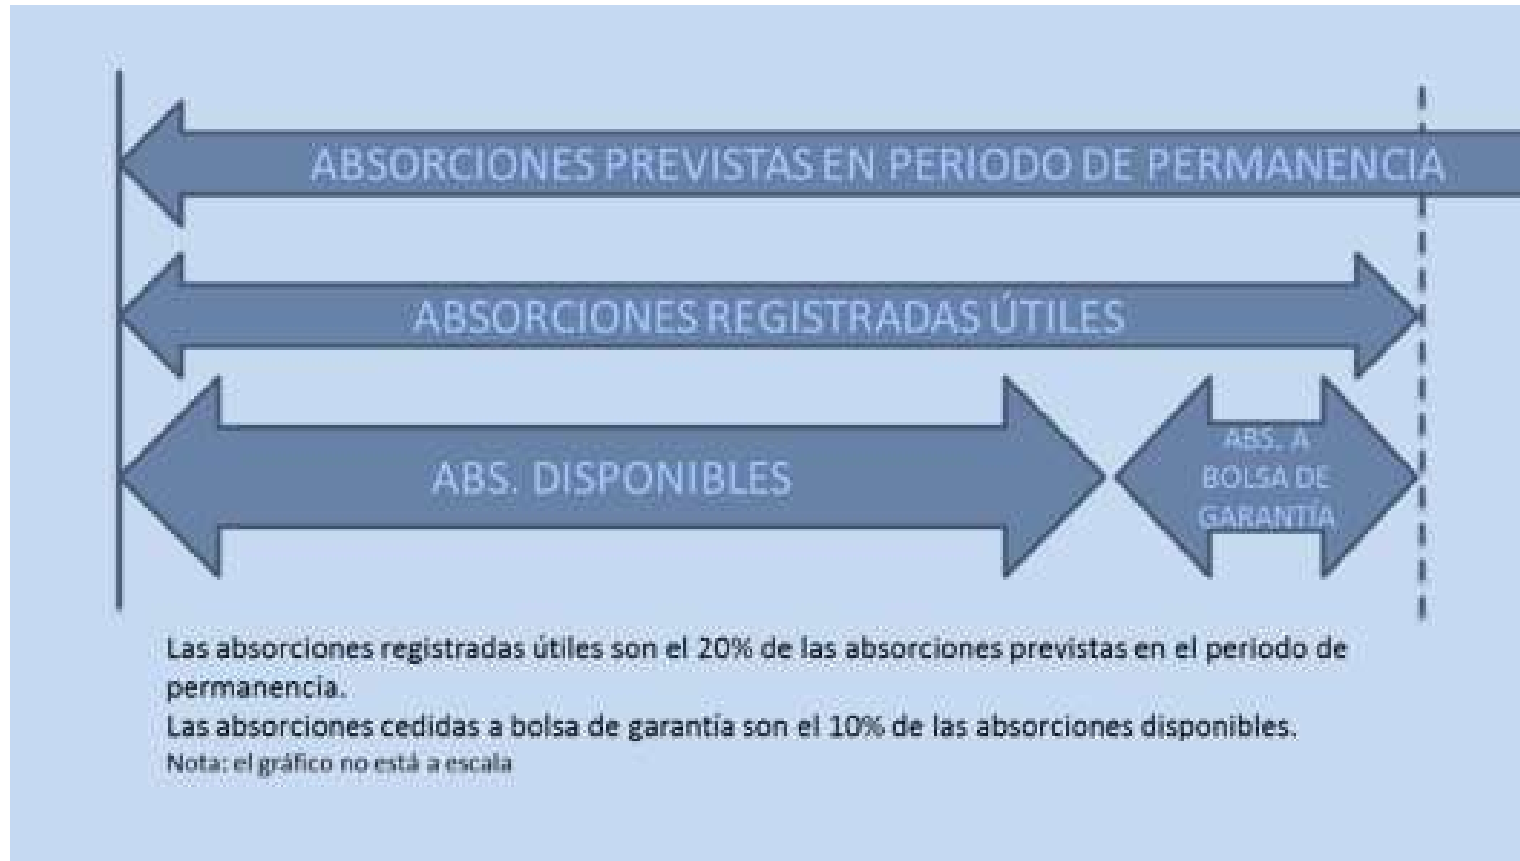 ABSORCIONES PREVISTAS EN PERIODO DE PERMANENCIA
ABSORCIONES REGISTRADAS ÚTILES
ABS. DISPONIBLES
ABS. A
BOLSA DE
GARANTÍA
Las absorciones registradas útiles son el 20% de las absorciones previstas en el periodo de
permanencia.
Las absorciones cedidas a bolsa de garantía son el 10% de las absorciones disponibles.
Nota: el gráfico no está a escala